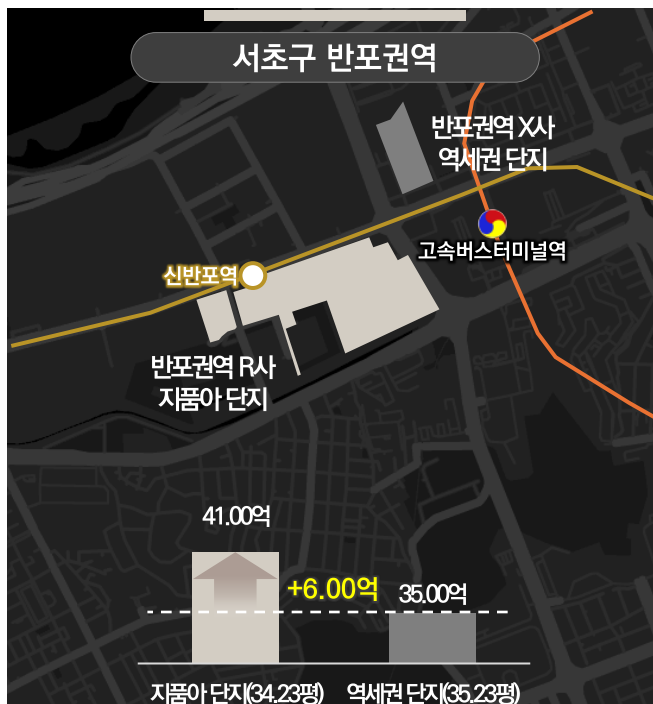 서초구 반포권역
반포권역 X사
역세권 단지
고속버스터미널역
신반포역
반포권역 R사
지품아 단지
41.00억
+6.00억
35.00억
지품아 단지(34.23평)
역세권 단지(35.23평)